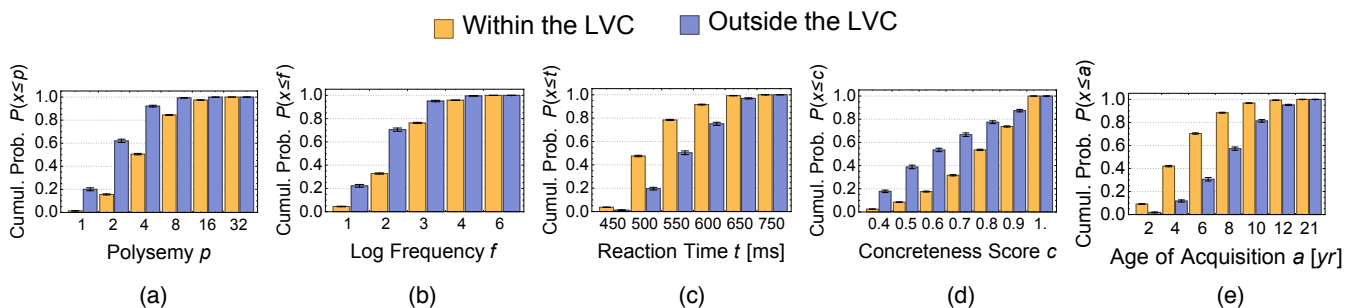 Within the LVC Outside the LVC
Cumul. Prob. P(x≤p)
1.0
0.8
0.6
0.4
0.2
0.0
1 2 4 8 16 32
Polysemy p
(a)
Cumul. Prob. P(x≤f)
1.0
0.8
0.6
0.4
0.2
0.0
1 2 3 4 6
Log Frequency f
(b)
Cumul. Prob. P(x≤t)
1.0
0.8
0.6
0.4
0.2
0.0
450 500 550 600 650 750
Reaction Time t [ms]
(c)
Cumul. Prob. P(x≤c)
1.0
0.8
0.6
0.4
0.2
0.0
0.4 0.5 0.6 0.7 0.8 0.9 1.
Concreteness Score c
(d)
Cumul. Prob. P(x≤a)
1.0
0.8
0.6
0.4
0.2
0.0
2 4 6 8 10 12 21
Age of Acquisition a [yr]
(e)